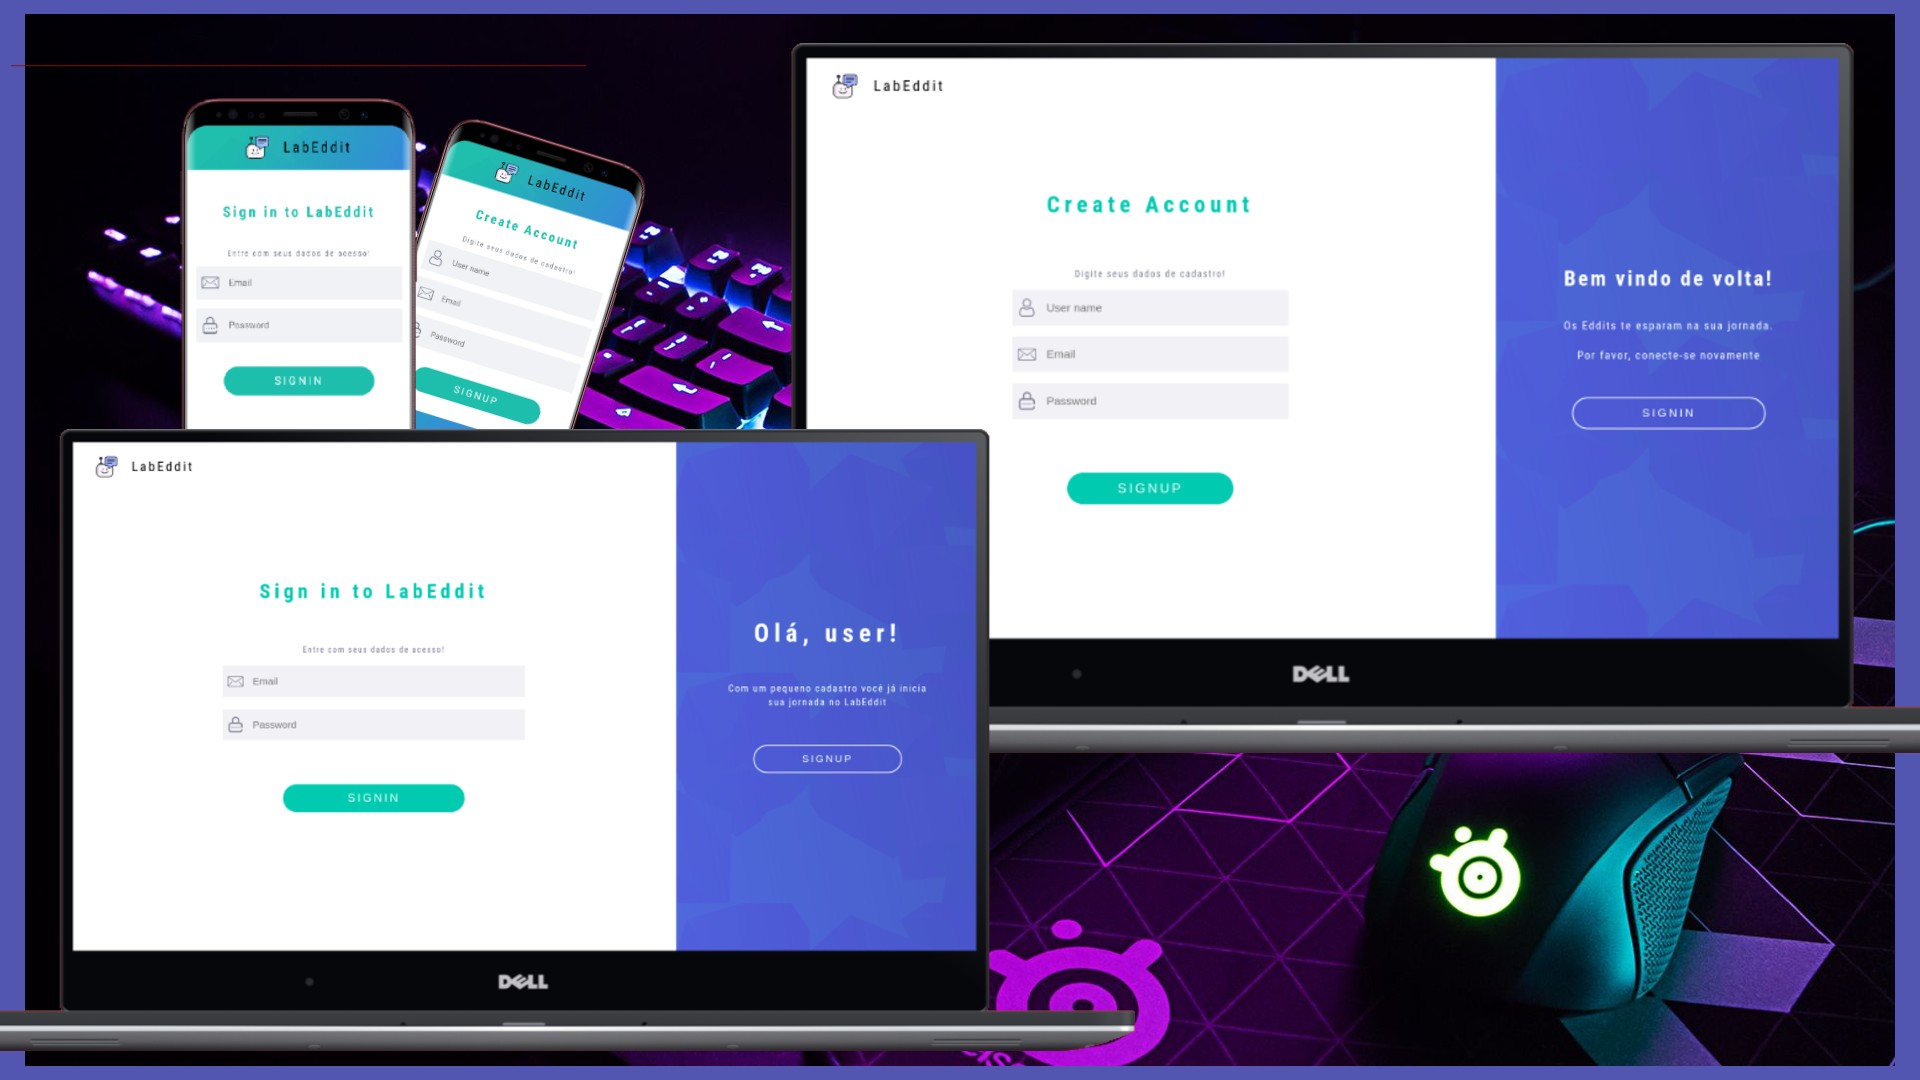 LabEddit
Sign in to LabEddit
Entre com seus dados de acesso!
Email
Password
SIGNIN
LabEddit
Create Account
Digite seus dados de cadastro!
User name
Email
Password
SIGNUP
LabEddit
Create Account
Digite seus dados de cadastro!
User name
Email
Password
SIGNUP
Bem vindo de volta!
Os Eddits te esparam na sua jornada.
Por favor, conecte-se novamente
SIGNIN
DELL
LabEddit
Sign in to LabEddit
Entre com seus dados de acesso!
Email
Password
SIGNIN
Olá, user!
Com um pequeno cadastro você já inicia
sua jornada no LabEddit
SIGNUP
DELL